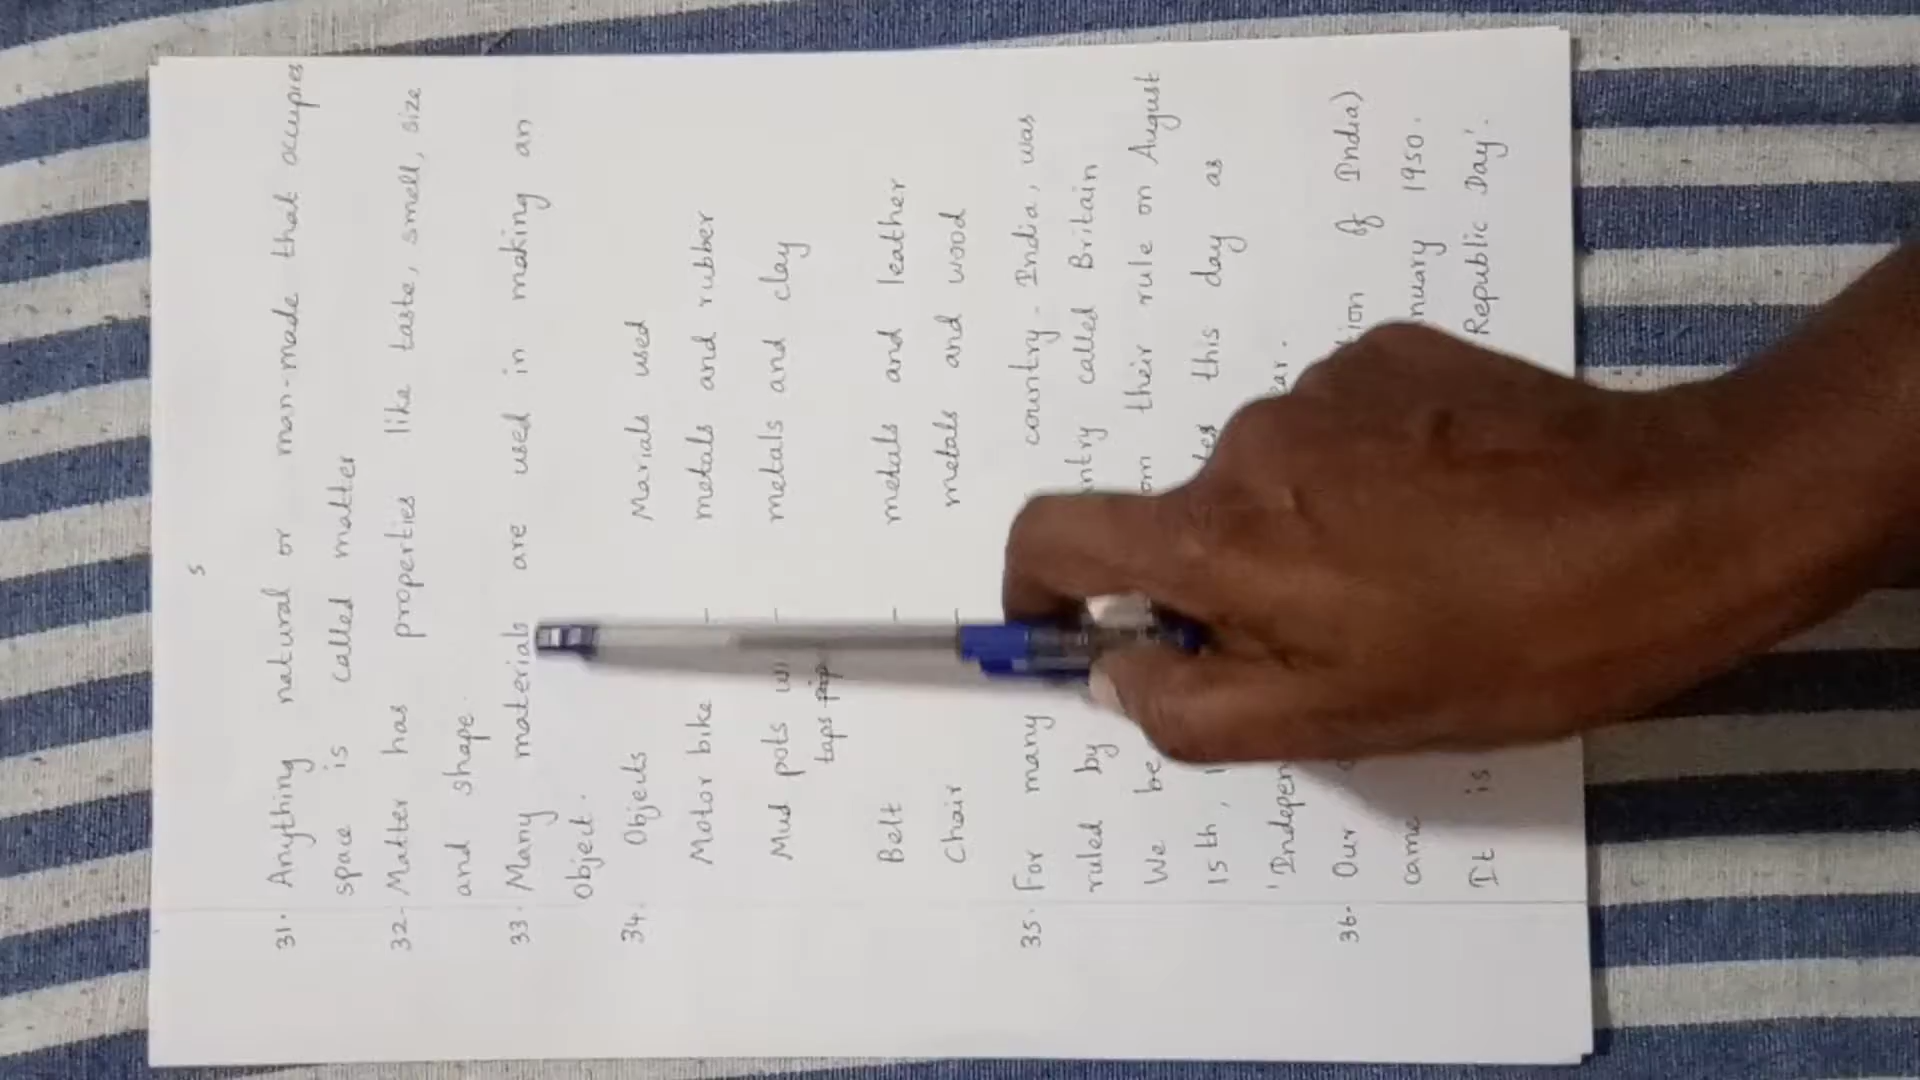 5
31. Anything natural or man-made that occupies
space is called matter
32. Matter has properties like taste, smell, size
and shape.
33. Many materials are used in making an
object.
34. Objects Marials used
Motor bike - metals and rubber
Mud pots - metals and clay
taps
Belt - metals and leather
Chair - metals and wood
35. For many country - India, was
ruled by called Britain
We their rule on August
15th, this day as
36. Our of India)
came 1950.
It is Republic Day'.